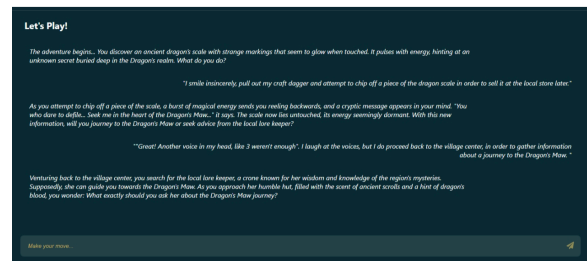 Let's Play!
The adventure begins... You discover an ancient dragon's scale with strange markings that seem to glow when touched. It pulses with energy, hinting at an
unknown secret buried deep in the Dragon's realm. What do you do?
"I smile insincerely, pull out my craft dagger and attempt to chip off a piece of the dragon scale in order to sell it at the local store later."
As you attempt to chip off a piece of the scale, a burst of magical energy sends you reeling backwards, and a cryptic message appears in your mind. "You
who dare to defile... Seek me in the heart of the Dragon's Maw..." it says. The scale now lies untouched, its energy seemingly dormant. With this new
information, will you journey to the Dragon's Maw or seek advice from the local lore keeper?
""Great! Another voice in my head, like 3 weren't enough". I laugh at the voices, but I do proceed back to the village center, in order to gather information
about a journey to the Dragon's Maw. "
Venturing back to the village center, you search for the local lore keeper, a crone known for her wisdom and knowledge of the region's mysteries.
Supposedly, she can guide you towards the Dragon's Maw. As you approach her humble hut, filled with the scent of ancient scrolls and a hint of dragon's
blood, you wonder: What exactly should you ask her about the Dragon's Maw journey?
Make your move...